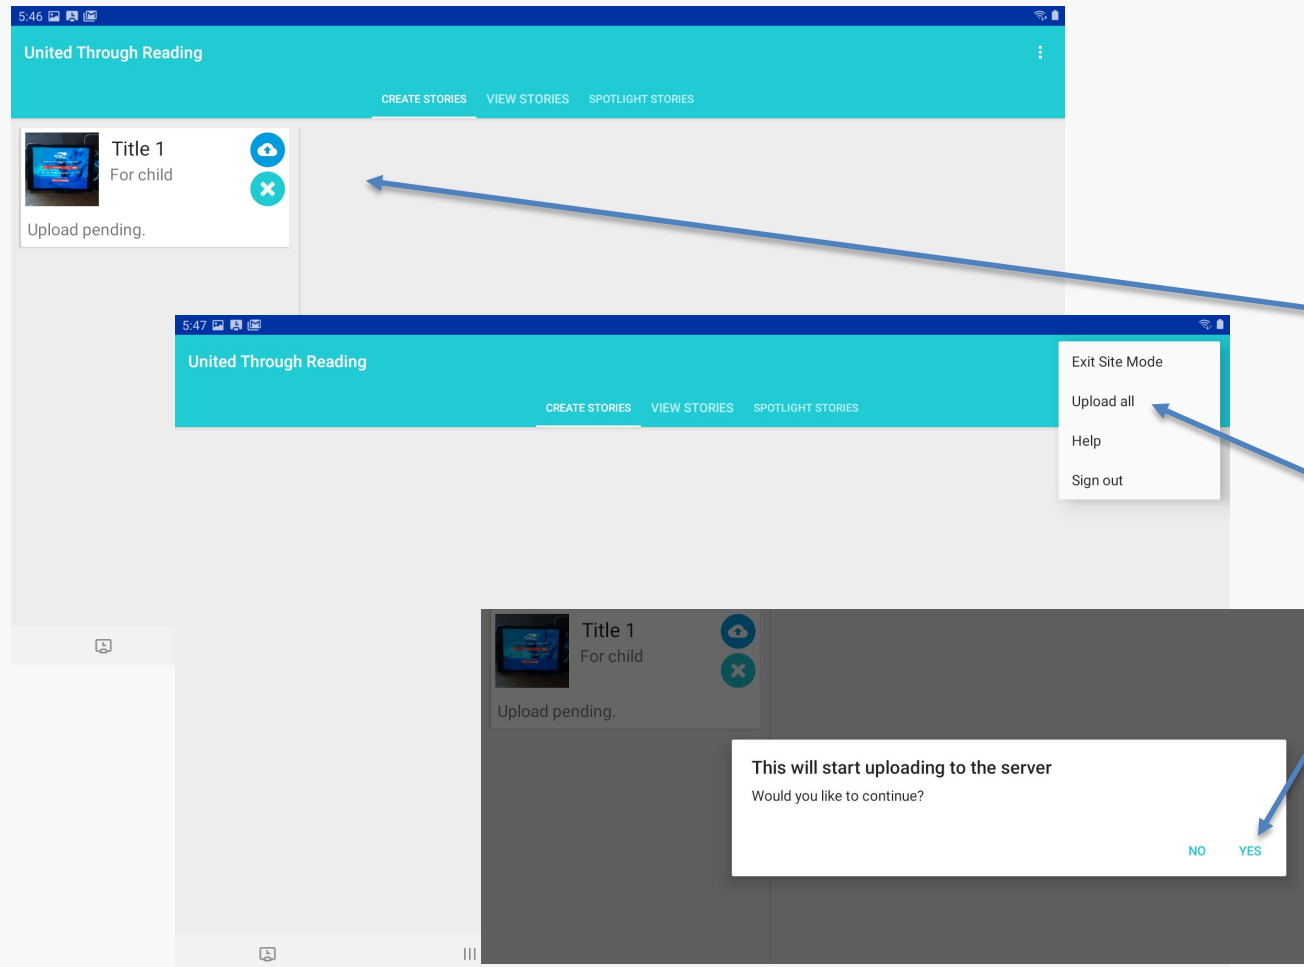 5:46
United Through Reading
CREATE STORIES VIEW STORIES SPOTLIGHT STORIES
Title 1
For child
Upload pending.
5:47
United Through Reading
CREATE STORIES VIEW STORIES SPOTLIGHT STORIES
Exit Site Mode
Upload all
Help
Sign out
Title 1
For child
Upload pending.
This will start uploading to the server
Would you like to continue?
NO YES